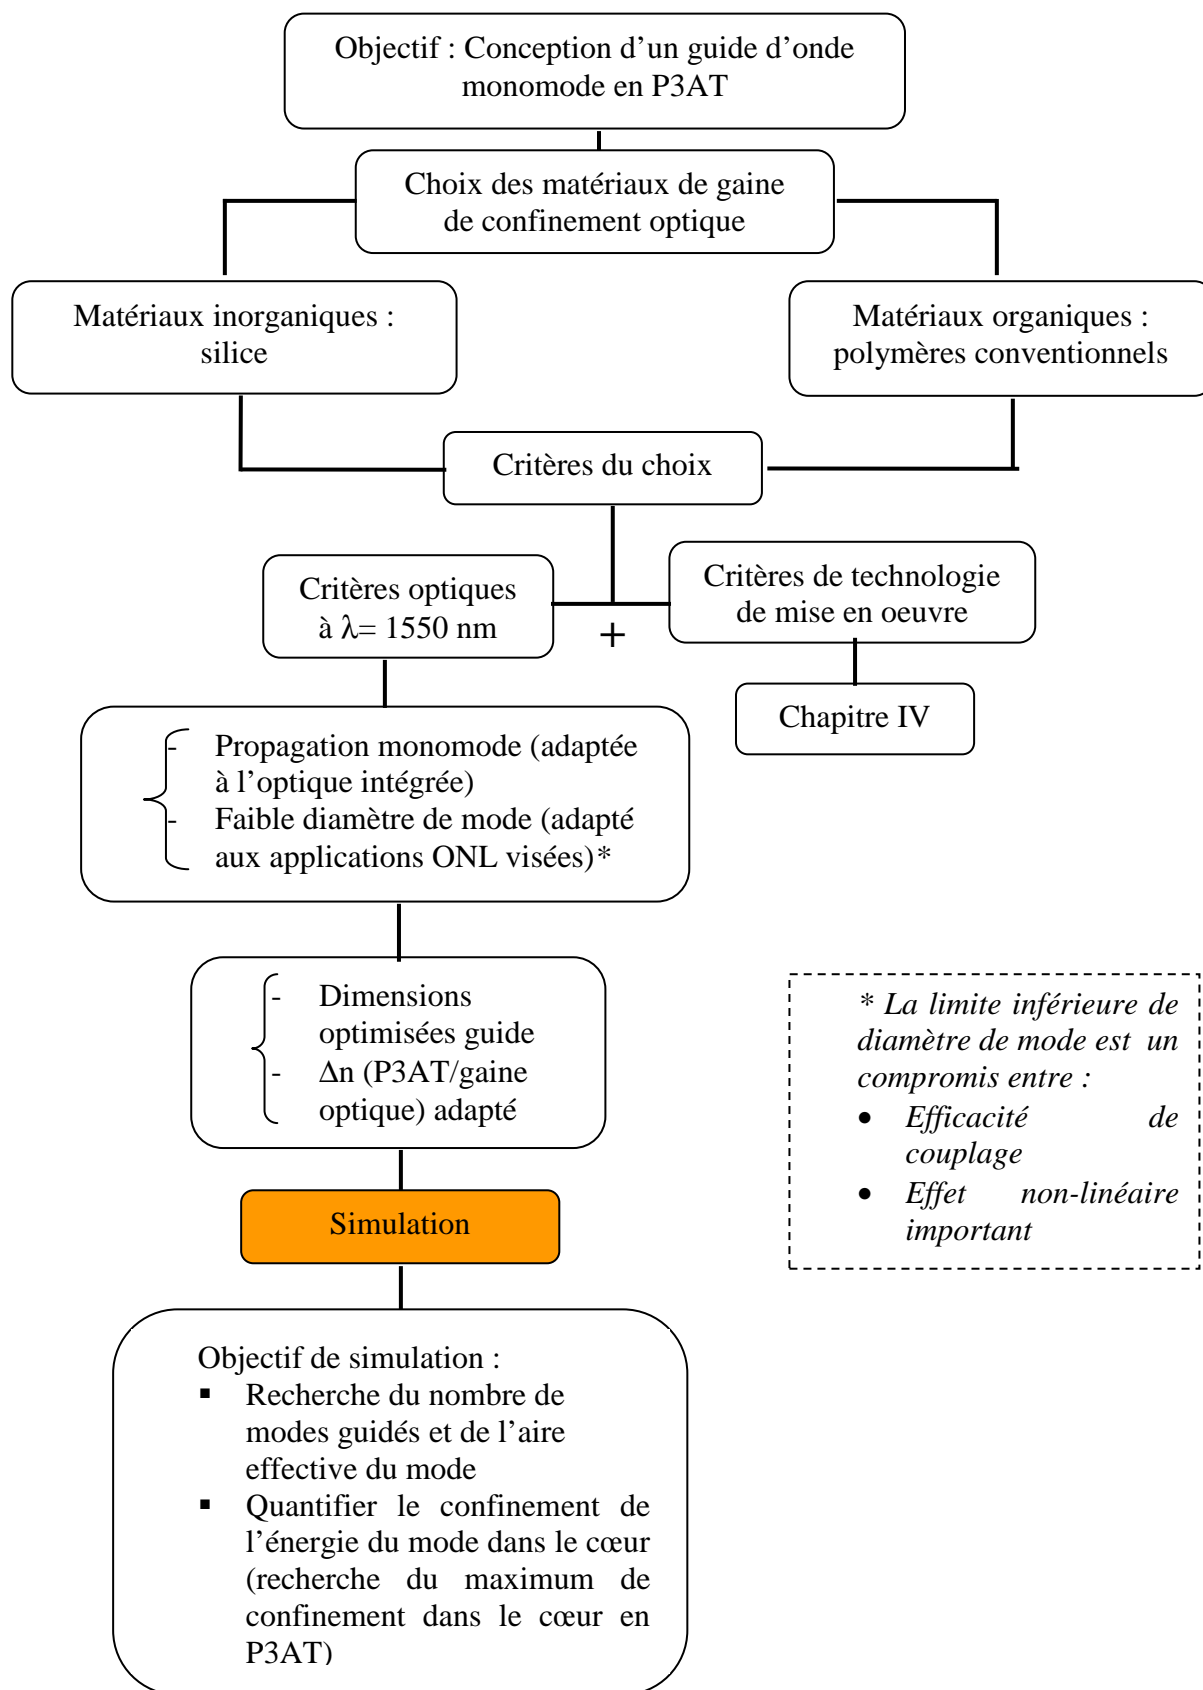 Objectif : Conception d’un guide d’onde
monomode en P3AT
Choix des matériaux de gaine
de confinement optique
Matériaux inorganiques :
silice
Matériaux organiques :
polymères conventionnels
Critères du choix
Critères optiques
à λ= 1550 nm
+
Critères de technologie
de mise en oeuvre
Chapitre IV
- Propagation monomode (adaptée
à l’optique intégrée)
- Faible diamètre de mode (adapté
aux applications ONL visées)*
- Dimensions
optimisées guide
- Δn (P3AT/gaine
optique) adapté
* La limite inférieure de
diamètre de mode est un
compromis entre :
• Efficacité de
couplage
• Effet non-linéaire
important
Simulation
Objectif de simulation :
▪ Recherche du nombre de
modes guidés et de l’aire
effective du mode
▪ Quantifier le confinement de
l’énergie du mode dans le cœur
(recherche du maximum de
confinement dans le cœur en
P3AT)